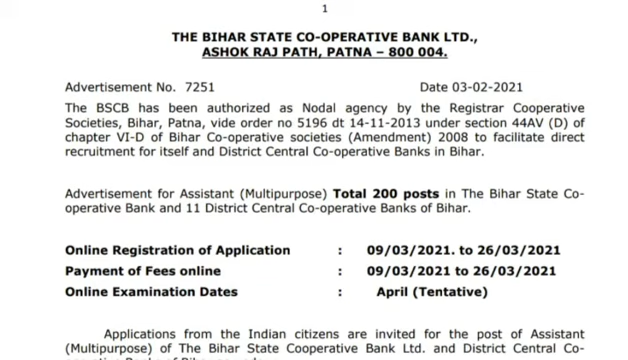 1
THE BIHAR STATE CO-OPERATIVE BANK LTD.,
ASHOK RAJ PATH, PATNA – 800 004.
Advertisement No. 7251 Date 03-02-2021
The BSCB has been authorized as Nodal agency by the Registrar Cooperative
Societies, Bihar, Patna, vide order no 5196 dt 14-11-2013 under section 44AV (D) of
chapter VI-D of Bihar Co-operative societies (Amendment) 2008 to facilitate direct
recruitment for itself and District Central Co-operative Banks in Bihar.
Advertisement for Assistant (Multipurpose) Total 200 posts in The Bihar State Co-
operative Bank and 11 District Central Co-operative Banks of Bihar.
Online Registration of Application : 09/03/2021. to 26/03/2021
Payment of Fees online : 09/03/2021 to 26/03/2021
Online Examination Dates : April (Tentative)
Applications from the Indian citizens are invited for the post of Assistant
(Multipurpose) of The Bihar State Cooperative Bank Ltd. and District Central Co-